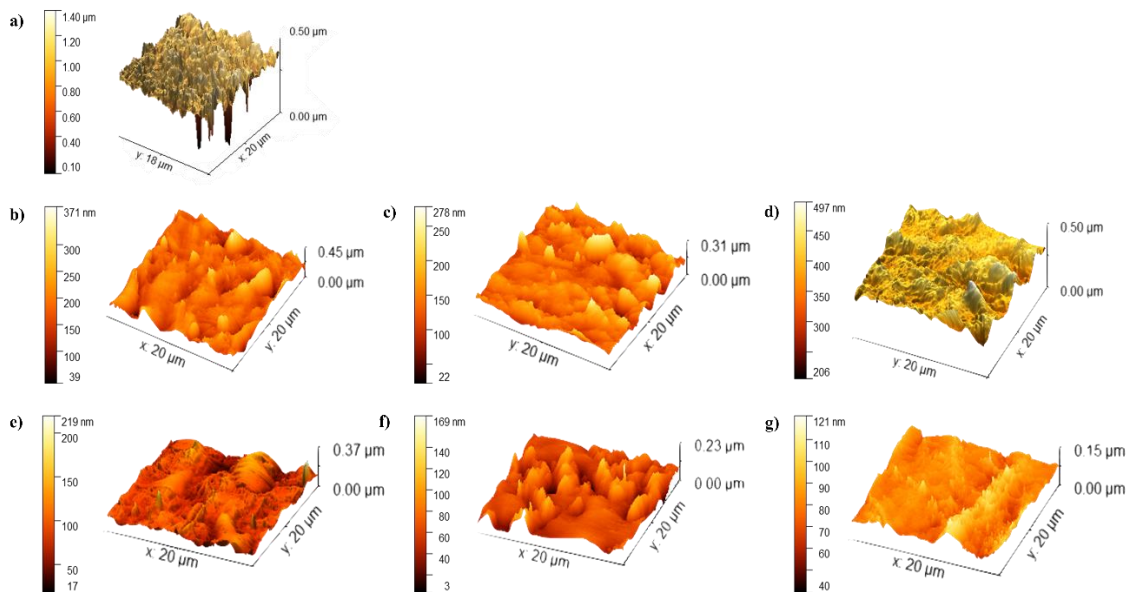 a)
1.40 µm
1.20
1.00
0.80
0.60
0.40
0.10
0.50 µm
0.00 µm
x: 20 µm
y: 18 µm
b)
371 nm
300
250
200
150
100
39
0.45 µm
0.00 µm
y: 20 µm
x: 20 µm
c)
278 nm
250
200
150
100
22
0.31 µm
0.00 µm
x: 20 µm
y: 20 µm
d)
497 nm
450
400
350
300
206
0.50 µm
0.00 µm
x: 20 µm
y: 20 µm
e)
219 nm
200
150
100
50
17
0.37 µm
0.00 µm
y: 20 µm
x: 20 µm
f)
169 nm
140
120
100
80
60
40
3
0.23 µm
0 00 µm
y: 20 µm
x: 20 µm
g)
121 nm
110
100
90
80
70
60
40
0.15 µm
0.00 µm
y: 20 µm
x: 20 µm